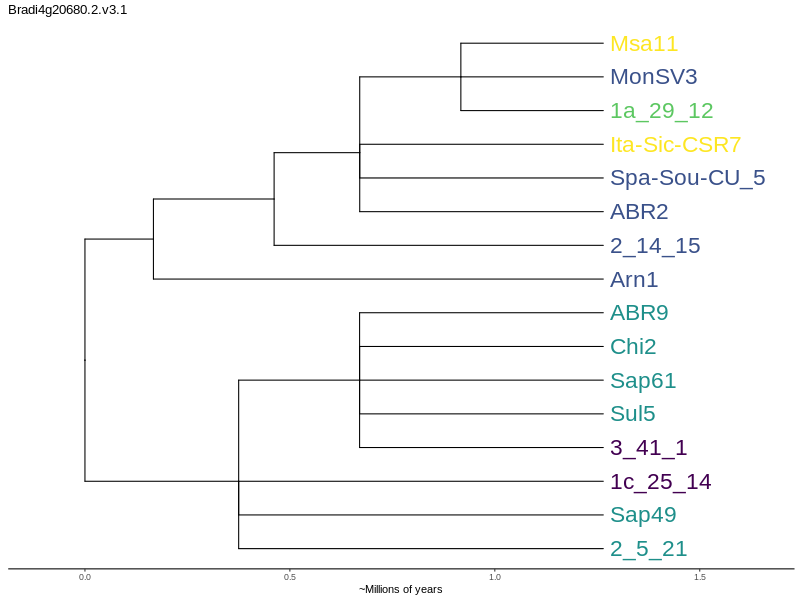 Bradi4g20680.2.v3.1
Msa11
MonSV3
1a_29_12
Ita-Sic-CSR7
Spa-Sou-CU_5
ABR2
2_14_15
Arn1
ABR9
Chi2
Sap61
Sul5
3_41_1
1c_25_14
Sap49
2_5_21
0.0 0.5 1.0 1.5
~Millions of years